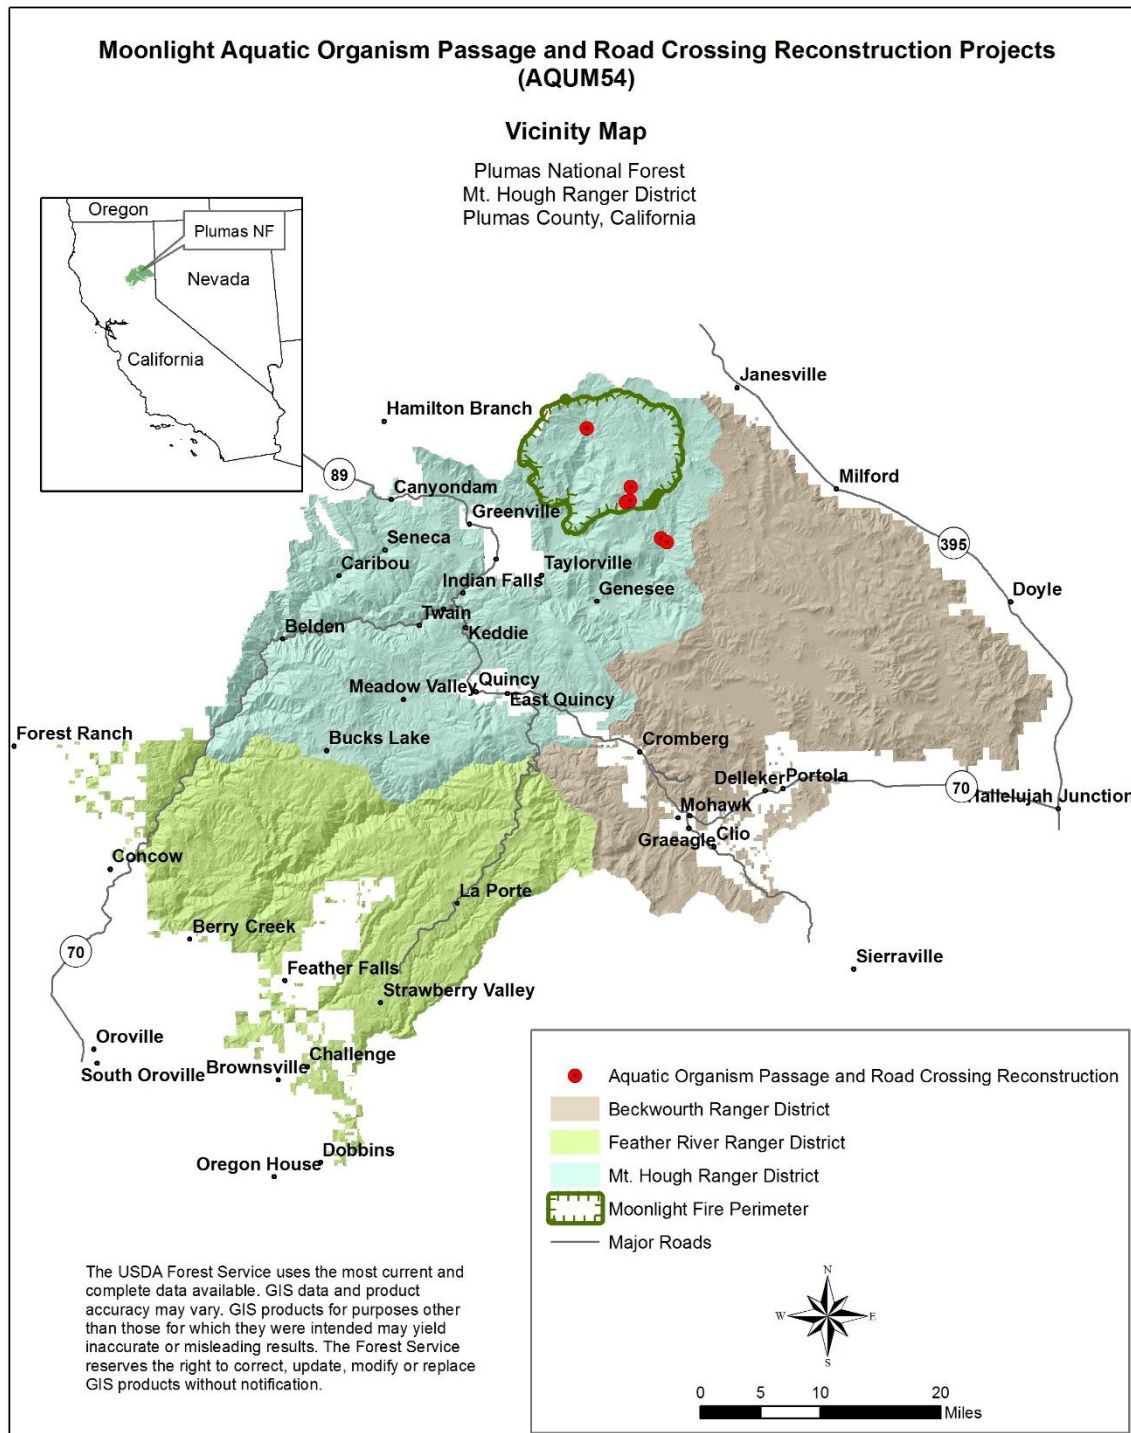 Moonlight Aquatic Organism Passage and Road Crossing Reconstruction Projects
(AQUM54)
Vicinity Map
Plumas National Forest
Mt. Hough Ranger District
Plumas County, California
Oregon
Plumas NF
Nevada
California
Janesville
Hamilton Branch
89
Milford
Canyondam
Greenville
395
Seneca
Caribou
Taylorville
Indian Falls
Genesee
Doyle
Twain
Belden
Keddie
Quincy
Meadow Valley
East Quincy
Forest Ranch
Bucks Lake
Cromberg
Delleker
Portola
70
Hallelujah Junction
Mohawk
Graeagle
Clio
Concow
La Porte
Berry Creek
70
Feather Falls
Sierraville
Strawberry Valley
Oroville
Challenge
South Oroville
Brownsville
Dobbins
Oregon House
Aquatic Organism Passage and Road Crossing Reconstruction
Beckwourth Ranger District
Feather River Ranger District
Mt. Hough Ranger District
Moonlight Fire Perimeter
Major Roads
The USDA Forest Service uses the most current and
complete data available. GIS data and product
accuracy may vary. GIS products for purposes other
than those for which they were intended may yield
inaccurate or misleading results. The Forest Service
reserves the right to correct, update, modify or replace
GIS products without notification.
N
W
E
S
0 5 10 20
Miles